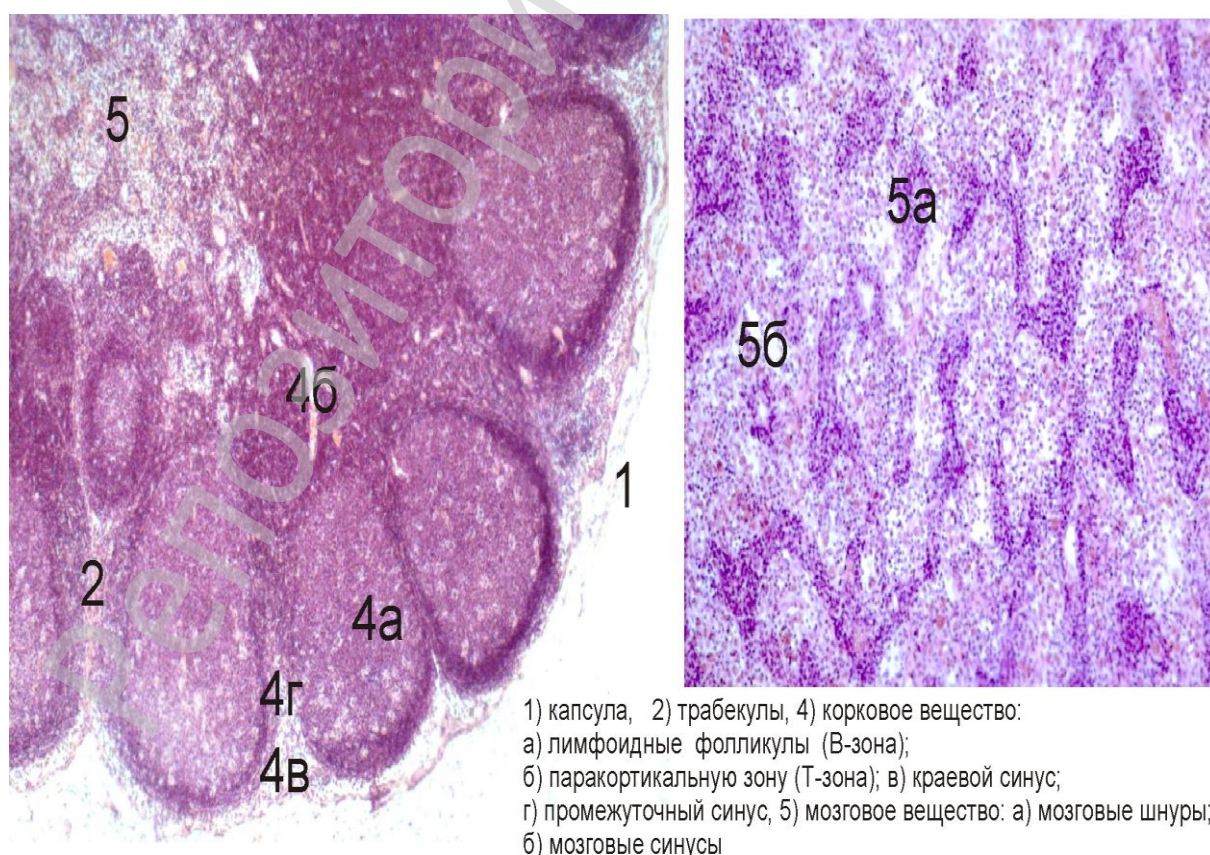 Репозитори
5
4б
1
2
4а
4г
4в
5а
5б
1) капсула, 2) трабекулы, 4) корковое вещество:
а) лимфоидные фолликулы (В-зона);
б) паракортикальную зону (Т-зона); в) краевой синус;
г) промежуточный синус, 5) мозговое вещество: а) мозговые шнуры;
б) мозговые синусы